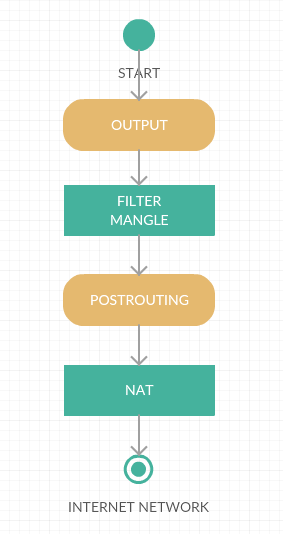 START
OUTPUT
FILTER
MANGLE
POSTROUTING
NAT
INTERNET NETWORK